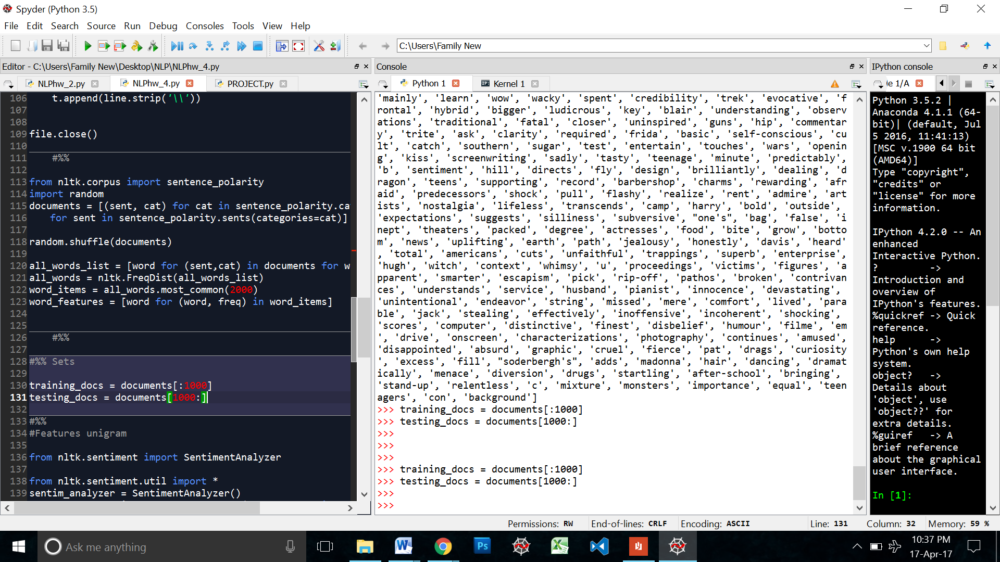 Spyder (Python 3.5)
File Edit Search Source Run Debug Consoles Tools View Help
C:\Users\Family New
Editor - C:\Users\Family New\Desktop\NLP\NLPhw_4.py
NLPhw_2.py NLPhw_4.py PROJECT.py
106 t.append(line.strip('\\'))
107
108
109 file.close()
110
111 #%%
112
113 from nltk.corpus import sentence_polarity
114 import random
115 documents = [(sent, cat) for cat in sentence_polarity.ca
116 for sent in sentence_polarity.sents(categories=cat)]
117
118 random.shuffle(documents)
119
120 all_words_list = [word for (sent,cat) in documents for w
121 all_words = nltk.FreqDist(all_words_list)
122 word_items = all_words.most_common(2000)
123 word_features = [word for (word, freq) in word_items]
124
125
126 #%%
127
128 #%% Sets
129
130 training_docs = documents[:1000]
131 testing_docs = documents[1000:]
132
133 #%%
134 #Features unigram
135
136 from nltk.sentiment import SentimentAnalyzer
137
138 from nltk.sentiment.util import *
139 sentim_analyzer = SentimentAnalyzer()
Console
Python 1 Kernel 1
'mainly', 'learn', 'wow', 'wacky', 'spent', 'credibility', 'trek', 'evocative', 'f
rontal', 'hybrid', 'bigger', 'ludicrous', 'key', 'blair', 'understanding', 'observ
ations', 'traditional', 'fatal', 'closer', 'uninspired', 'guns', 'hip', 'commentar
y', 'trite', 'ask', 'clarity', 'required', 'frida', 'basic', 'self-conscious', 'cu
lt', 'catch', 'southern', 'sugar', 'test', 'entertain', 'touches', 'wars', 'openin
g', 'kiss', 'screenwriting', 'sadly', 'tasty', 'teenage', 'minute', 'predictably',
'b', 'sentiment', 'hill', 'directs', 'fly', 'design', 'brilliantly', 'dealing', 'd
ragon', 'teens', 'supporting', 'record', 'barbershop', 'charms', 'rewarding', 'afr
aid', 'predecessors', 'shock', 'pull', 'flashy', 'realize', 'rent', 'admire', 'art
ists', 'nostalgia', 'lifeless', 'transcends', 'camp', 'harry', 'bold', 'outside',
'expectations', 'suggests', 'silliness', 'subversive', "one's", 'bag', 'false', 'i
nept', 'theaters', 'packed', 'degree', 'actresses', 'food', 'bite', 'grow', 'botto
m', 'news', 'uplifting', 'earth', 'path', 'jealousy', 'honestly', 'davis', 'heard'
, 'total', 'americans', 'cuts', 'unfaithful', 'trappings', 'superb', 'enterprise',
'hugh', 'witch', 'context', 'whimsy', 'u', 'proceedings', 'victims', 'figures', 'a
pparent', 'smarter', 'escapism', 'pick', 'rip-off', 'pathos', 'broken', 'contrivan
ces', 'understands', 'service', 'husband', 'pianist', 'innocence', 'devastating',
'unintentional', 'endeavor', 'string', 'missed', 'mere', 'comfort', 'lived', 'para
ble', 'jack', 'stealing', 'effectively', 'inoffensive', 'incoherent', 'shocking',
'scores', 'computer', 'distinctive', 'finest', 'disbelief', 'humour', 'filme', 'em'
, 'drive', 'onscreen', 'characterizations', 'photography', 'continues', 'amused',
'disappointed', 'absurd', 'graphic', 'cruel', 'fierce', 'pat', 'drags', 'curiosity'
, 'excess', 'fill', "soderbergh's", 'adds', 'madonna', 'hair', 'dancing', 'dramat
ically', 'menace', 'diversion', 'drugs', 'startling', 'after-school', 'bringing',
'stand-up', 'relentless', 'c', 'mixture', 'monsters', 'importance', 'equal', 'teen
agers', 'con', 'background']
>>> training_docs = documents[:1000]
>>> testing_docs = documents[1000:]
>>>
>>>
>>>
>>> training_docs = documents[:1000]
>>> testing_docs = documents[1000:]
>>>
>>>
IPython console
le 1/A
Python 3.5.2 |
Anaconda 4.1.1 (64-
bit)| (default, Jul
5 2016, 11:41:13)
[MSC v.1900 64 bit
(AMD64)]
Type "copyright",
"credits" or
"license" for more
information.
IPython 4.2.0 -- An
enhanced
Interactive Python.
? ->
Introduction and
overview of
IPython's features.
%quickref -> Quick
reference.
help ->
Python's own help
system.
object? ->
Details about
'object', use
'object??' for
extra details.
%guiref -> A
brief reference
about the graphical
user interface.
In [1]:
Permissions: RW End-of-lines: CRLF Encoding: ASCII Line: 131 Column: 32 Memory: 59 %
Ask me anything
10:37 PM
17-Apr-17